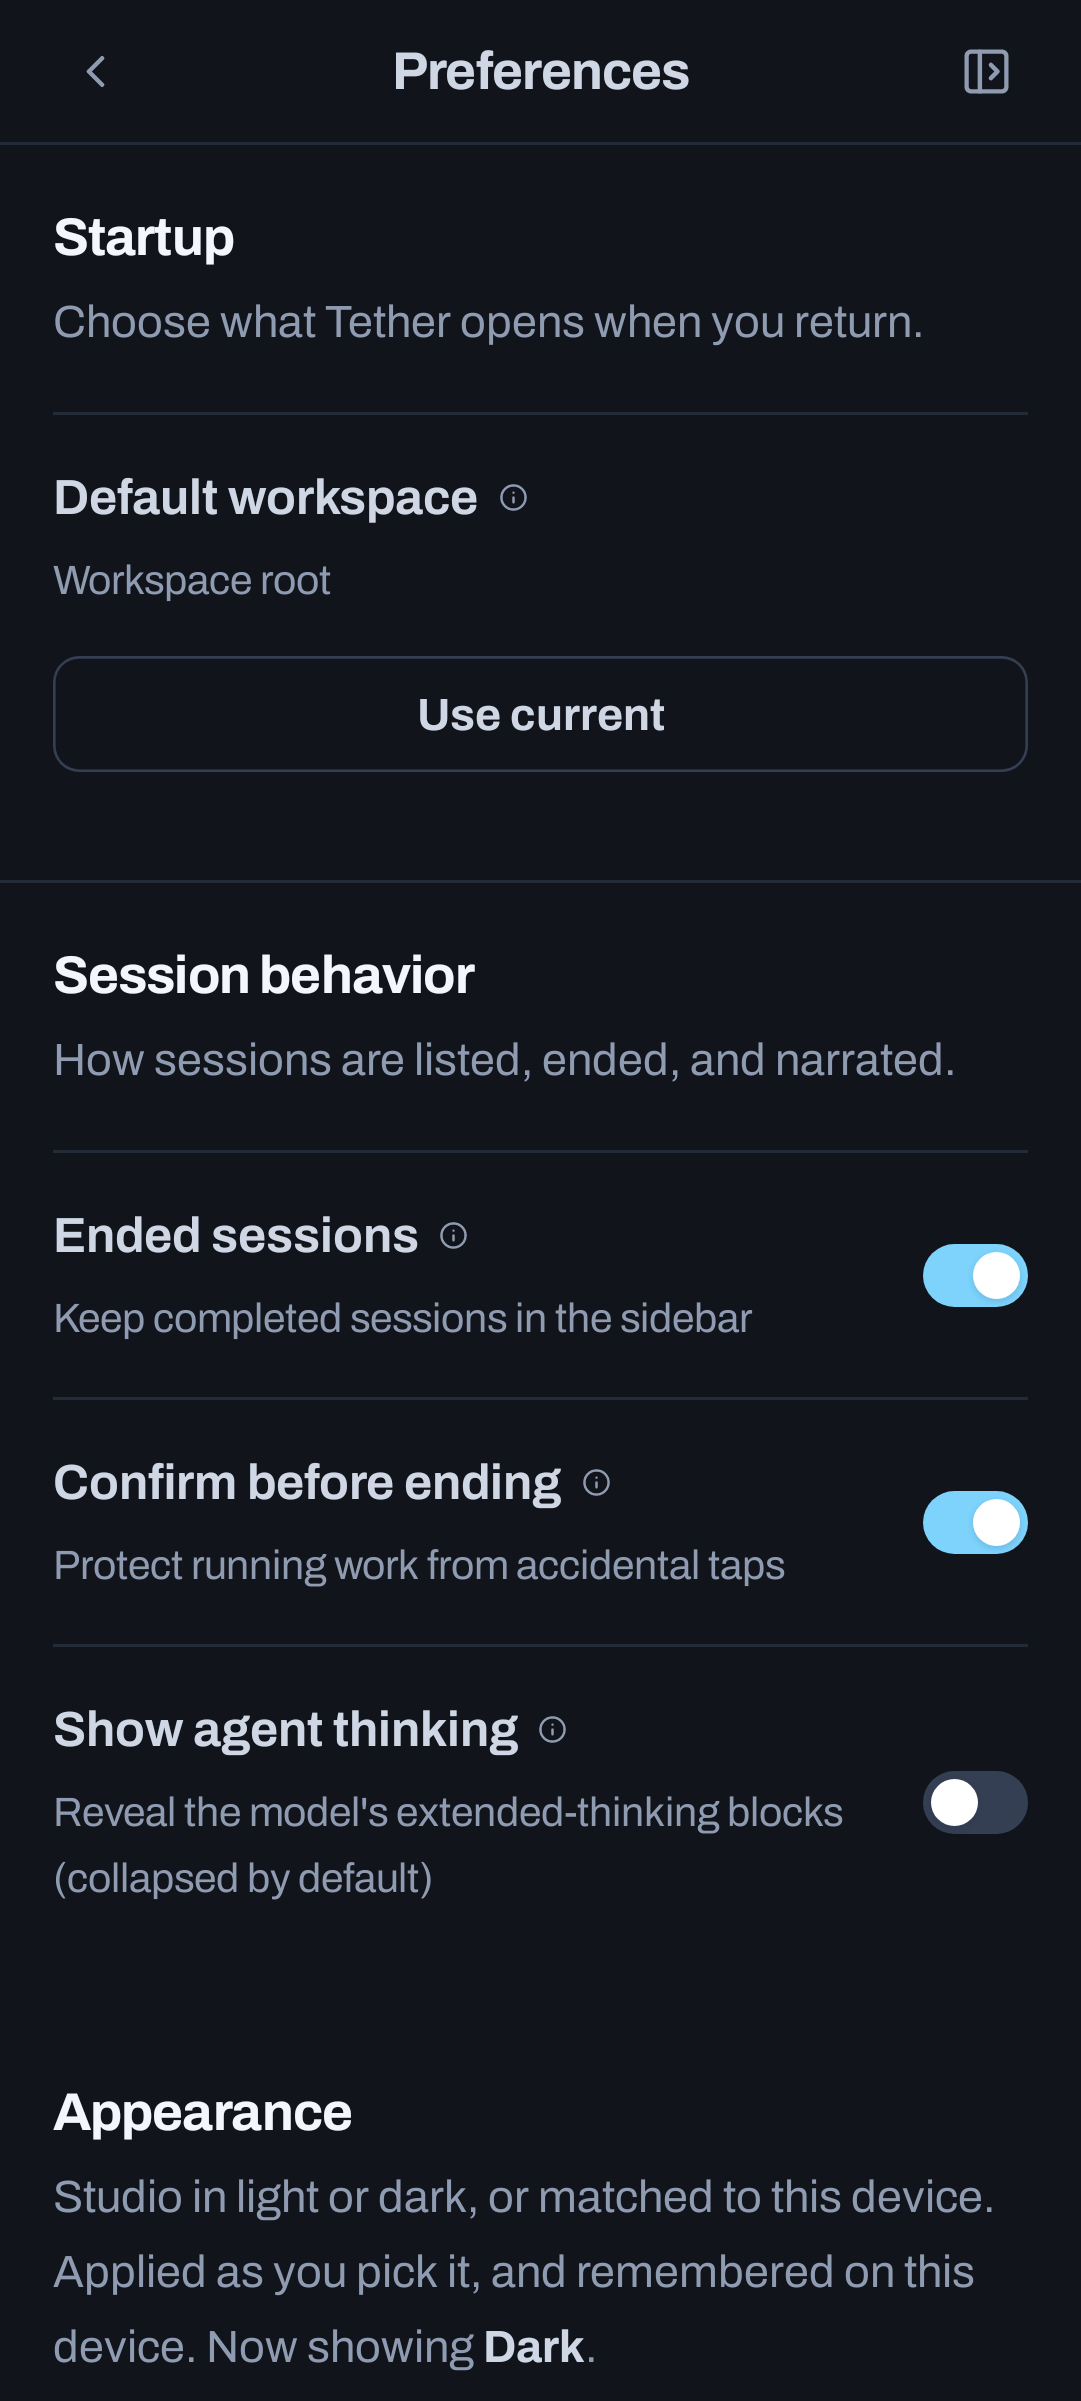 Preferences
Startup
Choose what Tether opens when you return.
Default workspace
Workspace root
Use current
Session behavior
How sessions are listed, ended, and narrated.
Ended sessions
Keep completed sessions in the sidebar
Confirm before ending
Protect running work from accidental taps
Show agent thinking
Reveal the model's extended-thinking blocks
(collapsed by default)
Appearance
Studio in light or dark, or matched to this device.
Applied as you pick it, and remembered on this
device. Now showing Dark.